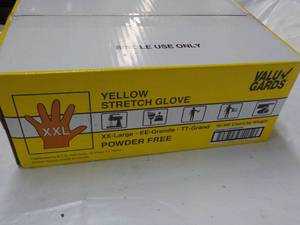 SINGLE USE ONLY
VALU
GARDS
YELLOW
STRETCH GLOVE
XXL
XX-Large · EE-Grande · TT-Grand
POWDER FREE